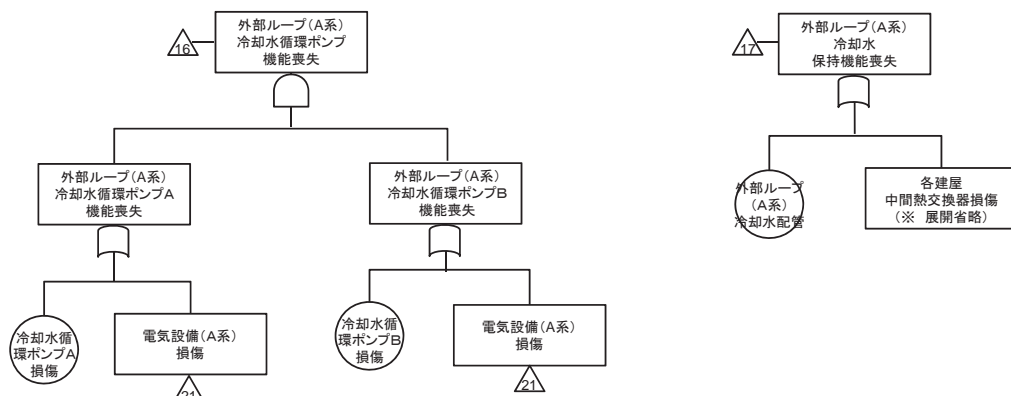 外部ループ（A系）
冷却水循環ポンプ
機能喪失
16
外部ループ（A系）
冷却水
保持機能喪失
17
外部ループ（A系）
冷却水循環ポンプA
機能喪失
外部ループ（A系）
冷却水循環ポンプB
機能喪失
外部ループ
（A系）
冷却水配管
各建屋
中間熱交換器損傷
（※ 展開省略）
冷却水循
環ポンプA
損傷
電気設備（A系）
損傷
21
冷却水循
環ポンプB
損傷
電気設備（A系）
損傷
21